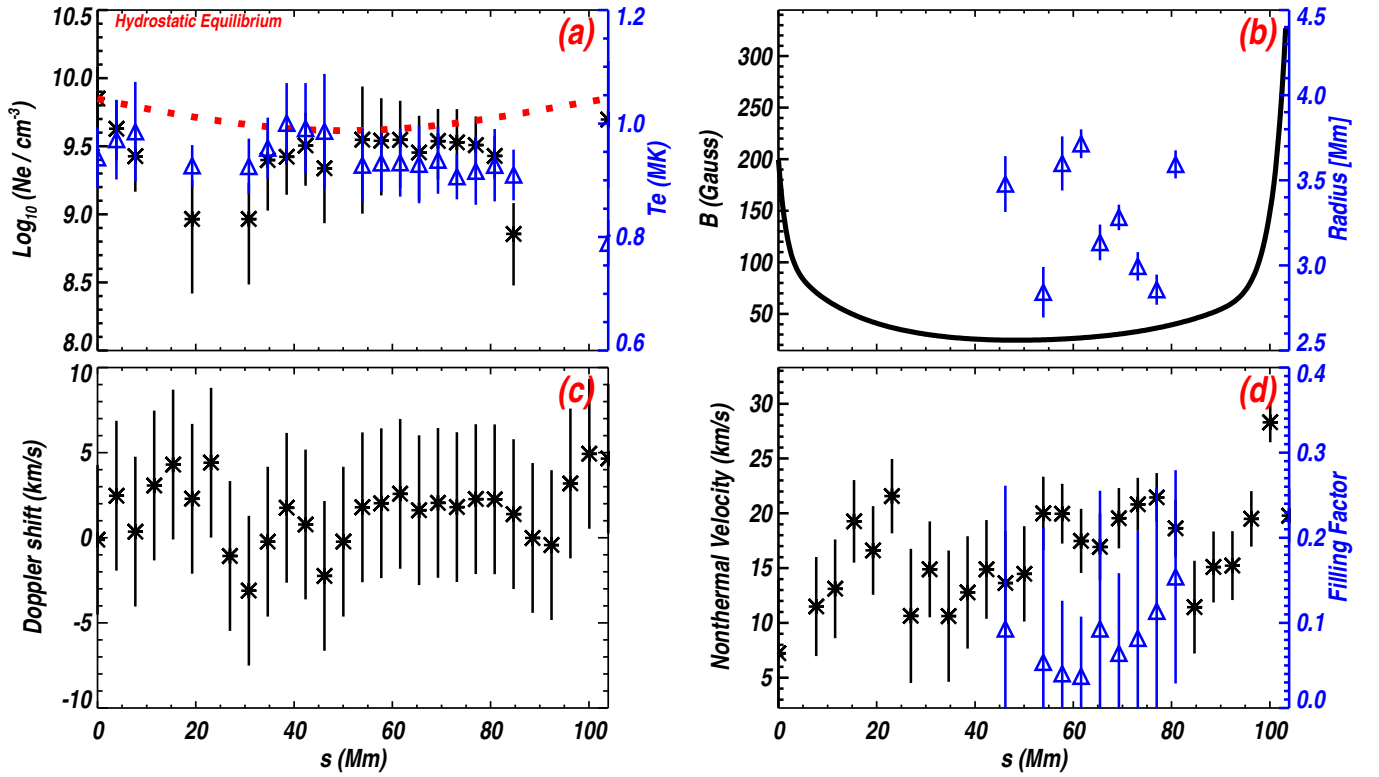 Hydrostatic Equilibrium
(a)
10.5
10.0
9.5
9.0
8.5
8.0
Log10 (Ne / cm-3)
1.2
1.0
0.9
0.8
0.6
Te (MK)
(b)
300
250
200
150
100
50
B (Gauss)
4.5
4.0
3.5
3.0
2.5
Radius [Mm]
(c)
10
5
0
-5
-10
Doppler shift (km/s)
0 20 40 60 80 100
s (Mm)
(d)
30
25
20
15
10
5
Nonthermal Velocity (km/s)
0.4
0.3
0.2
0.1
0.0
Filling Factor
0 20 40 60 80 100
s (Mm)